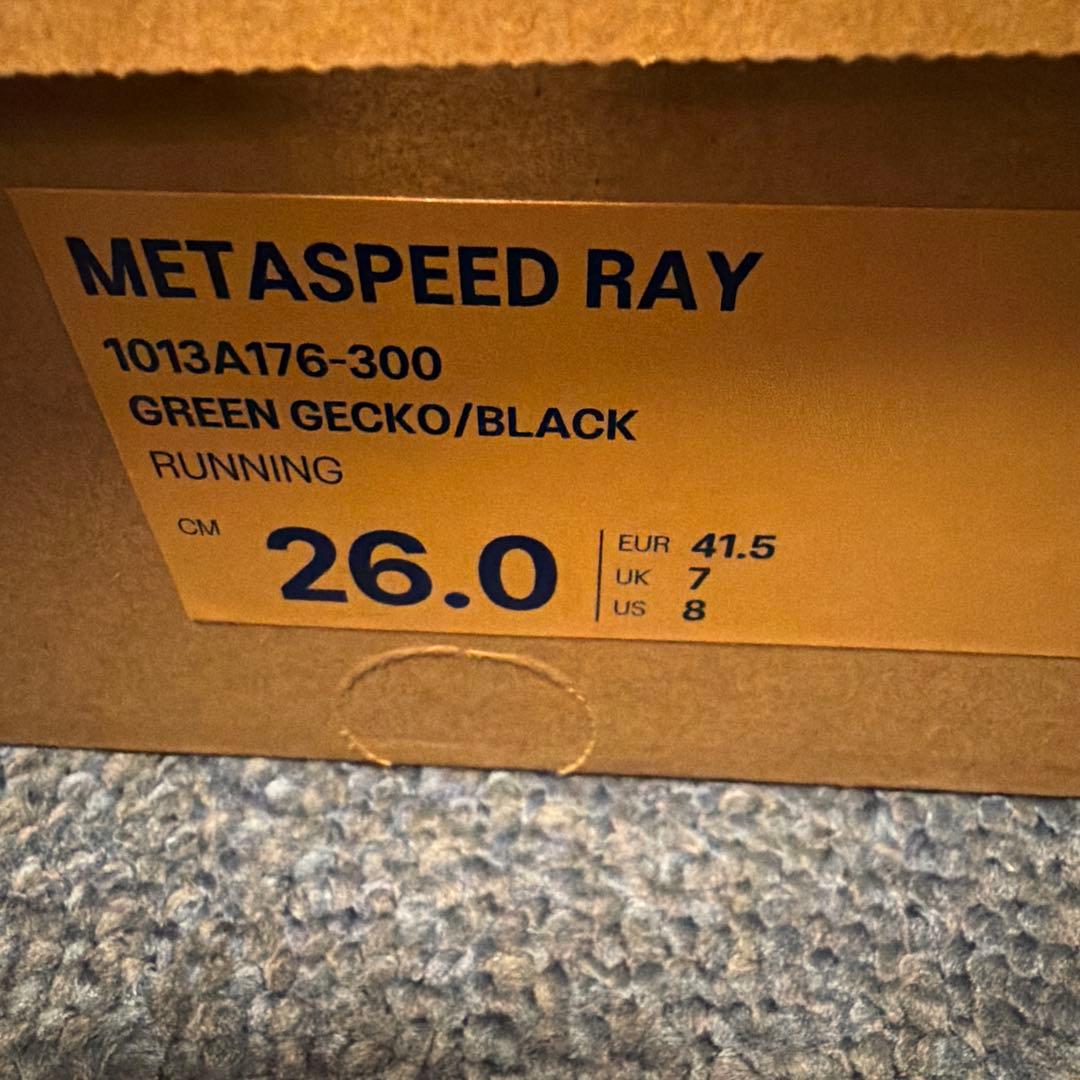 METASPEED RAY
1013A176-300
GREEN GECKO/BLACK
RUNNING
CM 26.0
EUR 41.5
UK 7
US 8